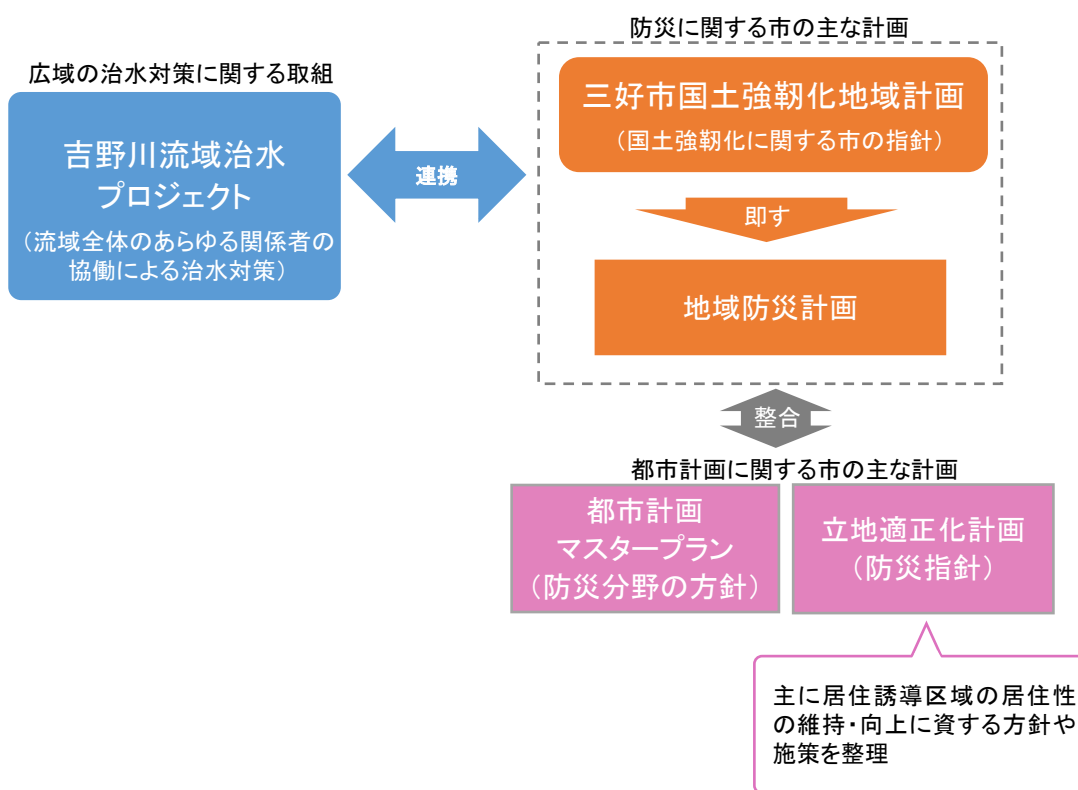 防災に関する市の主な計画
広域の治水対策に関する取組
三好市国土強靭化地域計画
（国土強靭化に関する市の指針）
吉野川流域治水
プロジェクト
（流域全体のあらゆる関係者の
協働による治水対策）
連携
即す
地域防災計画
整合
都市計画に関する市の主な計画
都市計画
マスタープラン
（防災分野の方針）
立地適正化計画
（防災指針）
主に居住誘導区域の居住性
の維持・向上に資する方針や
施策を整理